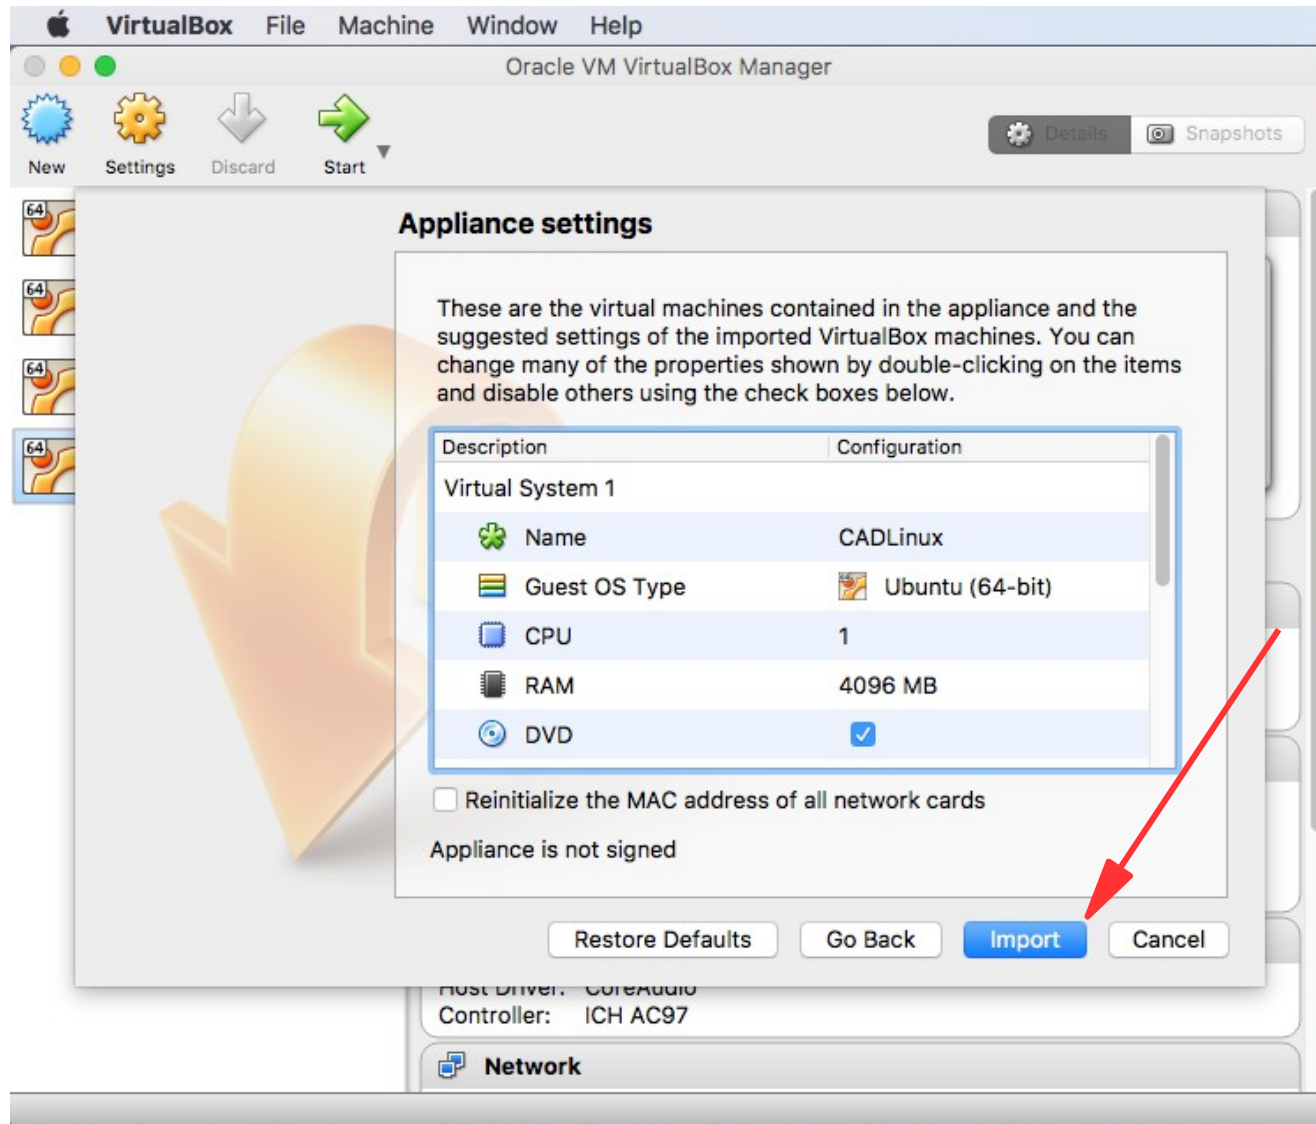 VirtualBox File Machine Window Help
Oracle VM VirtualBox Manager
New Settings Discard Start
Details Snapshots
64
64
64
64
Appliance settings
These are the virtual machines contained in the appliance and the
suggested settings of the imported VirtualBox machines. You can
change many of the properties shown by double-clicking on the items
and disable others using the check boxes below.
Description Configuration
Virtual System 1
Name CADLinux
Guest OS Type Ubuntu (64-bit)
CPU 1
RAM 4096 MB
DVD
Reinitialize the MAC address of all network cards
Appliance is not signed
Restore Defaults Go Back Import Cancel
Host Driver: CoreAudio
Controller: ICH AC97
Network